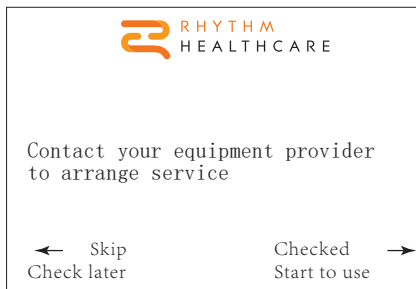 RHYTHM
HEALTHCARE
Contact your equipment provider
to arrange service
← Skip
Check later
Checked →
Start to use